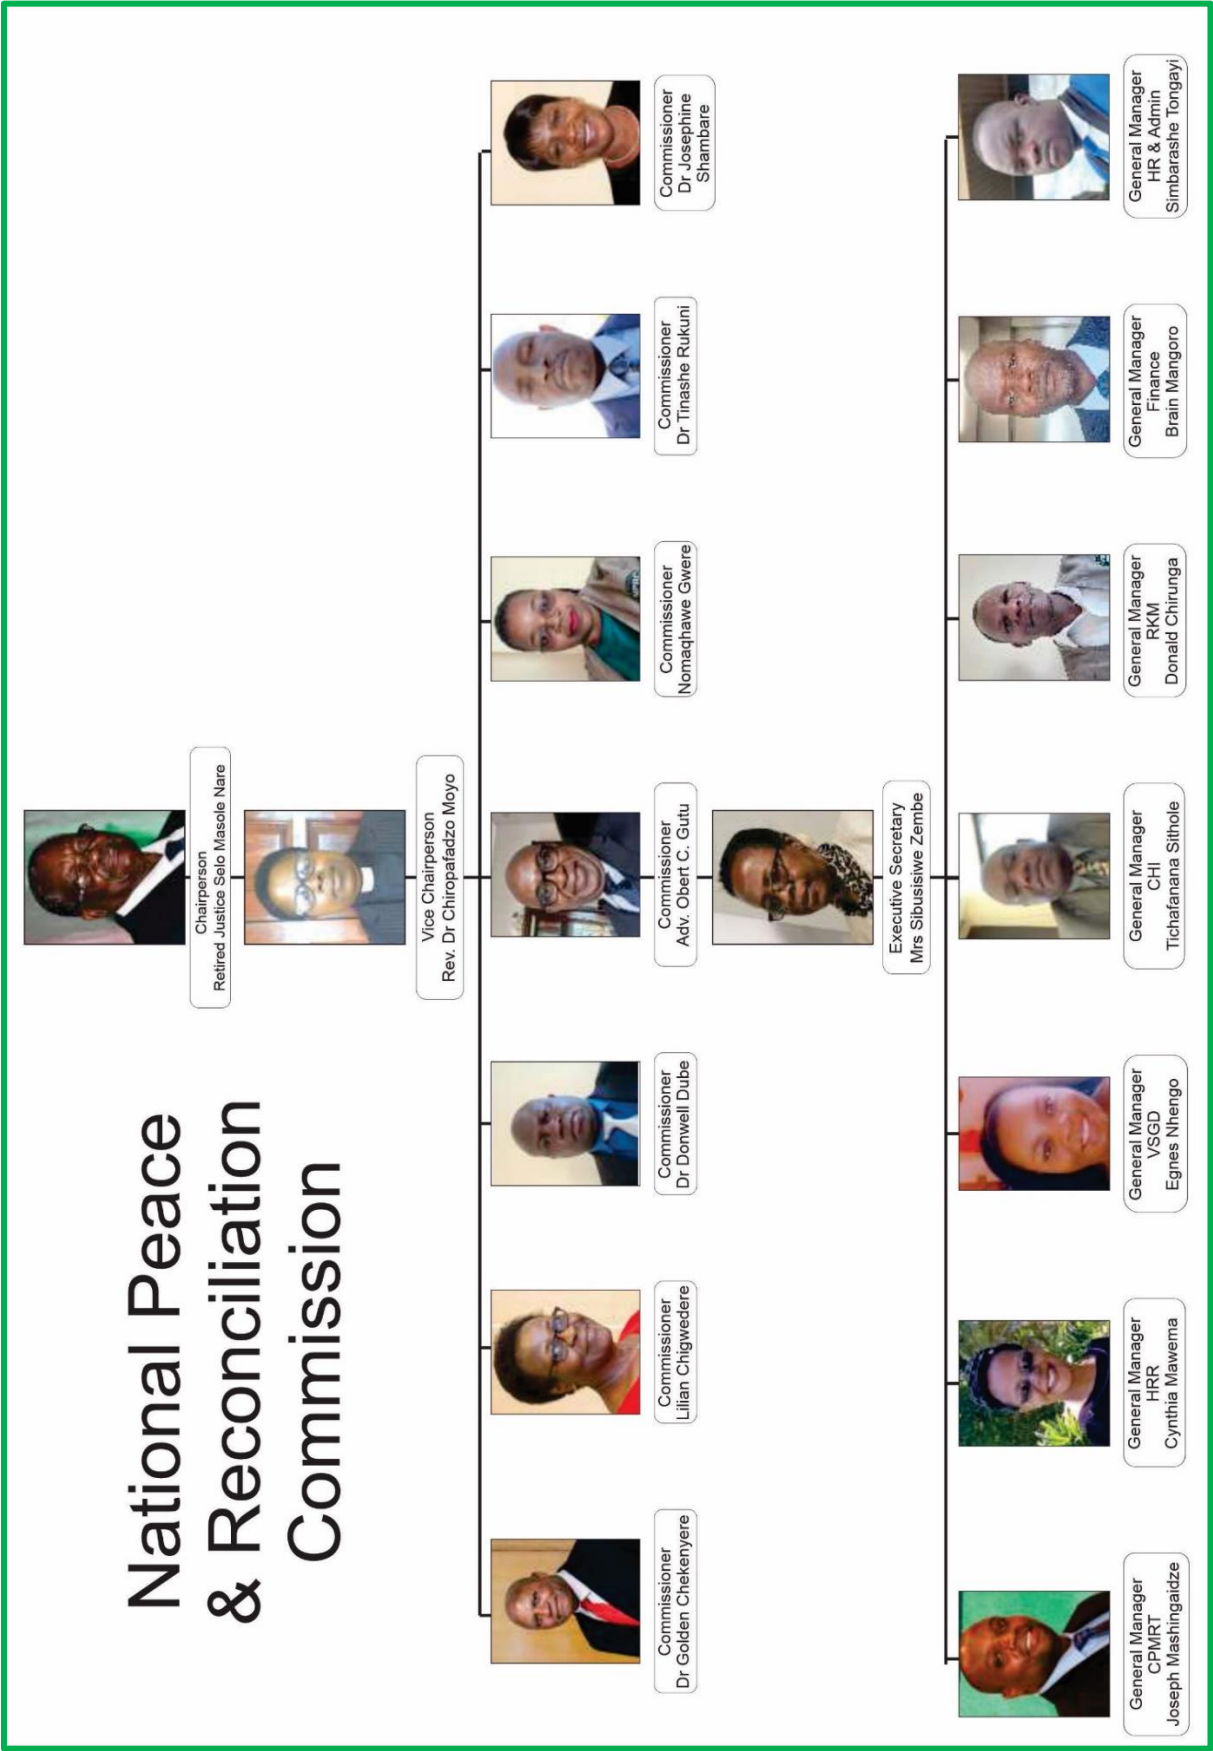 National Peace
& Reconciliation
Commission
Chairperson
Retired Justice Selo Masole Nare
Vice Chairperson
Rev. Dr Chiropafadzo Moyo
Commissioner
Dr Golden Chekenyere
Commissioner
Lilian Chigwedere
Commissioner
Dr Donwell Dube
Commissioner
Adv. Obert C. Gutu
Commissioner
Nomaqhawe Gwere
Commissioner
Dr Tinashe Rukuni
Commissioner
Dr Josephine
Shambare
Executive Secretary
Mrs Sibusisiwe Zembe
General Manager
CPMRT
Joseph Mashingaidze
General Manager
HRR
Cynthia Mawema
General Manager
VSGD
Egnes Nhengo
General Manager
CHI
Tichafanana Sithole
General Manager
RKM
Donald Chirunga
General Manager
Finance
Brain Mangoro
General Manager
HR & Admin
Simbarashe Tongayi